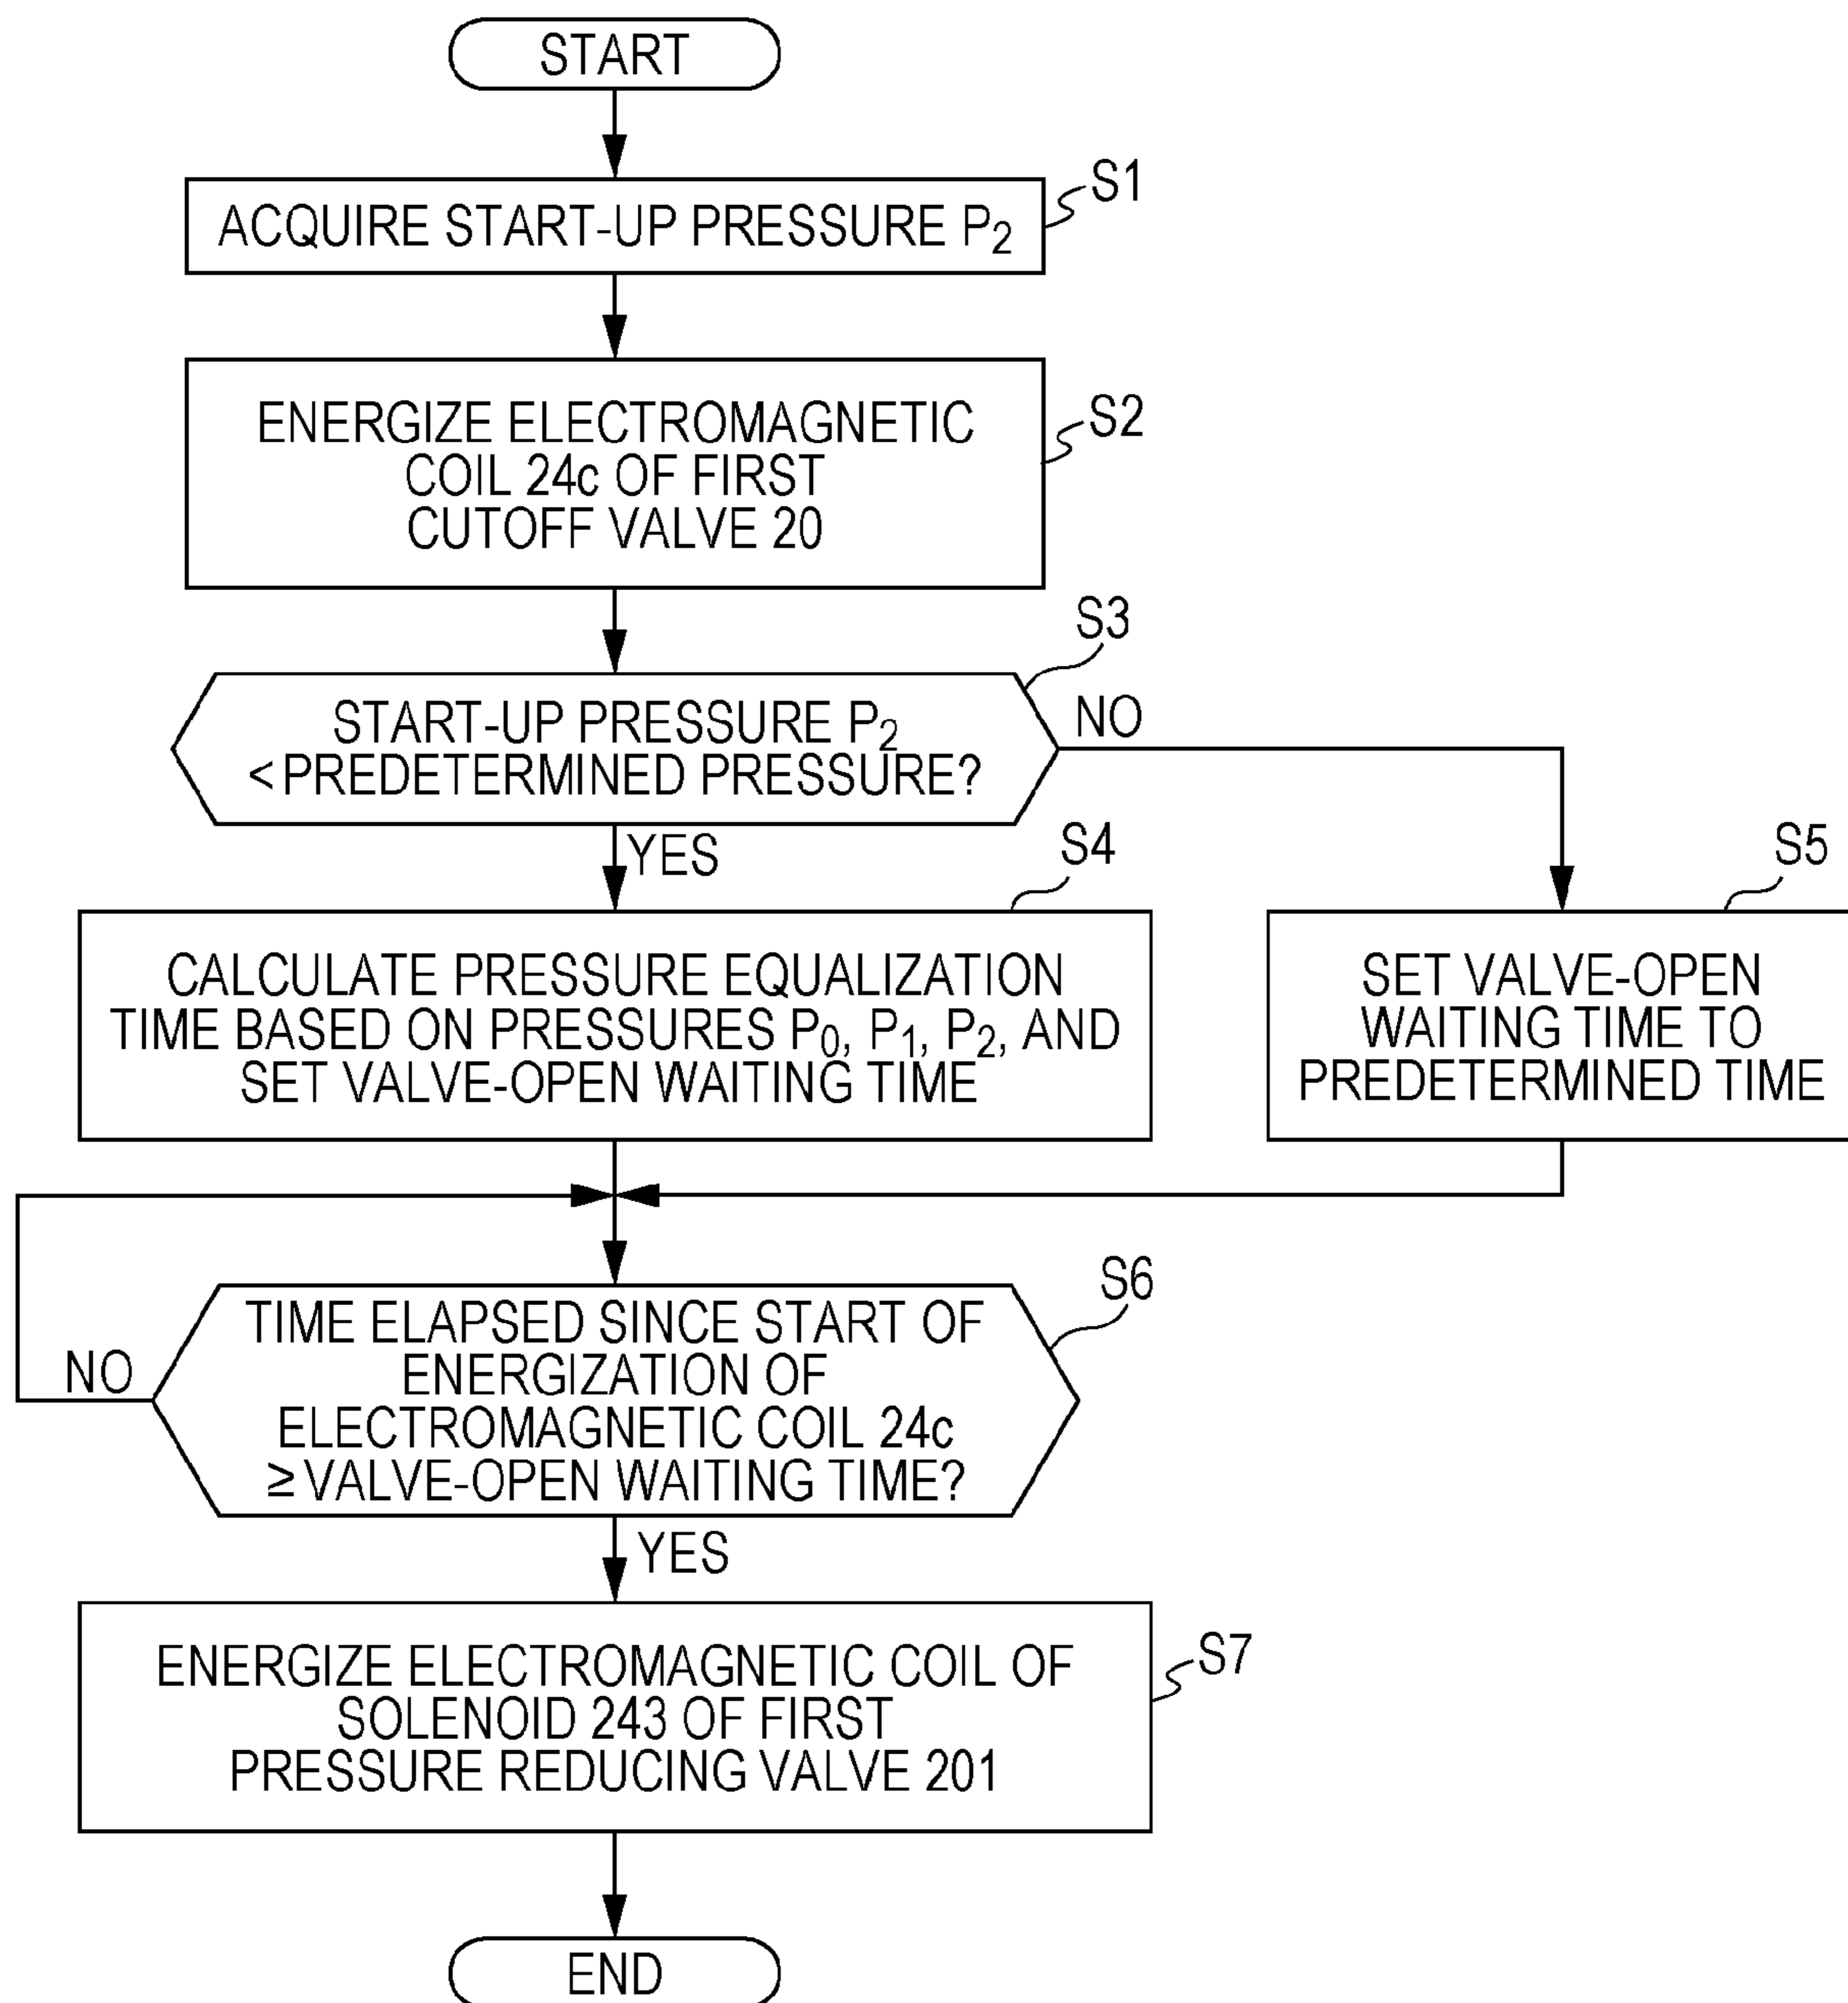 START
S1
ACQUIRE START-UP PRESSURE P₂
S2
ENERGIZE ELECTROMAGNETIC
COIL 24c OF FIRST
CUTOFF VALVE 20
S3
START-UP PRESSURE P₂
< PREDETERMINED PRESSURE?
NO
YES
S4
CALCULATE PRESSURE EQUALIZATION
TIME BASED ON PRESSURES P₀, P₁, P₂, AND
SET VALVE-OPEN WAITING TIME
S5
SET VALVE-OPEN
WAITING TIME TO
PREDETERMINED TIME
S6
TIME ELAPSED SINCE START OF
ENERGIZATION OF
ELECTROMAGNETIC COIL 24c
≥ VALVE-OPEN WAITING TIME?
NO
YES
S7
ENERGIZE ELECTROMAGNETIC COIL OF
SOLENOID 243 OF FIRST
PRESSURE REDUCING VALVE 201
END